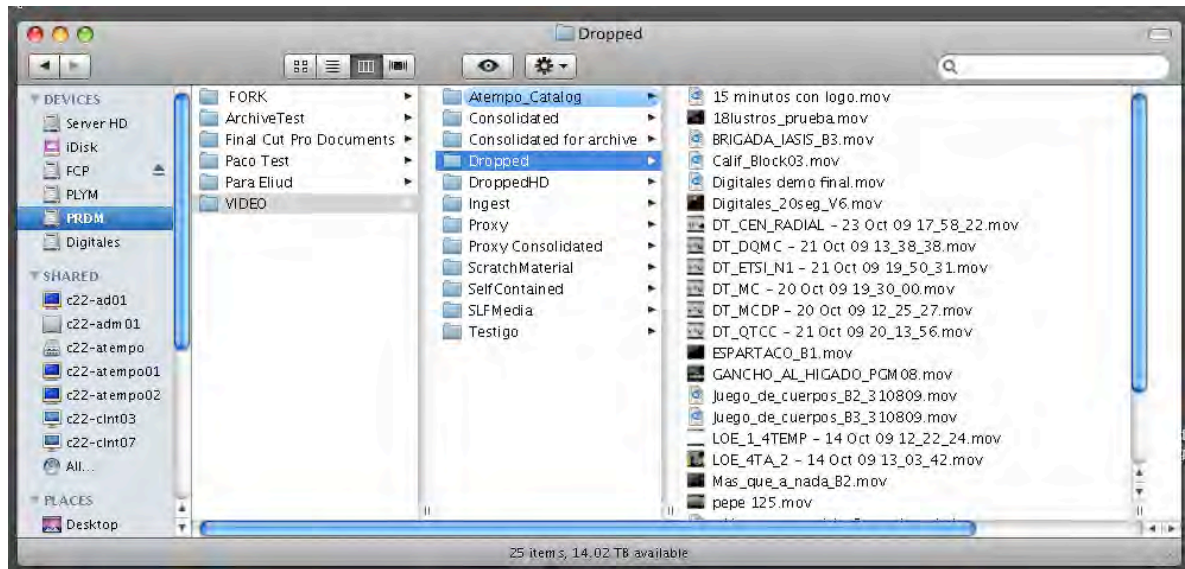 Dropped
DEVICES
Server HD
iDisk
FCP
PLYM
PRDM
Digitales
SHARED
c22-ad01
c22-adm01
c22-atempo
c22-atempo01
c22-atempo02
c22-clnt03
c22-clnt07
All...
PLACES
Desktop
FORK
ArchiveTest
Final Cut Pro Documents
Paco Test
Para Eliud
VIDEO
Atempo_Catalog
Consolidated
Consolidated for archive
Dropped
DroppedHD
Ingest
Proxy
Proxy Consolidated
ScratchMaterial
SelfContained
SLFMedia
Testigo
15 minutos con logo.mov
18lustros_prueba.mov
BRIGADA_IASIS_B3.mov
Calif_Block03.mov
Digitales demo final.mov
Digitales_20seg_V6.mov
DT_CEN_RADIAL – 23 Oct 09 17_58_22.mov
DT_DQMC – 21 Oct 09 13_38_38.mov
DT_ETSI_N1 – 21 Oct 09 19_50_31.mov
DT_MC – 20 Oct 09 19_30_00.mov
DT_MCDP – 20 Oct 09 12_25_27.mov
DT_QTCC – 21 Oct 09 20_13_56.mov
ESPARTACO_B1.mov
GANCHO_AL_HIGADO_PGM08.mov
Juego_de_cuerpos_B2_310809.mov
Juego_de_cuerpos_B3_310809.mov
LOE_1_4TEMP – 14 Oct 09 12_22_24.mov
LOE_4TA_2 – 14 Oct 09 13_03_42.mov
Mas_que_a_nada_B2.mov
pepe 125.mov
25 items, 14.02 TB available